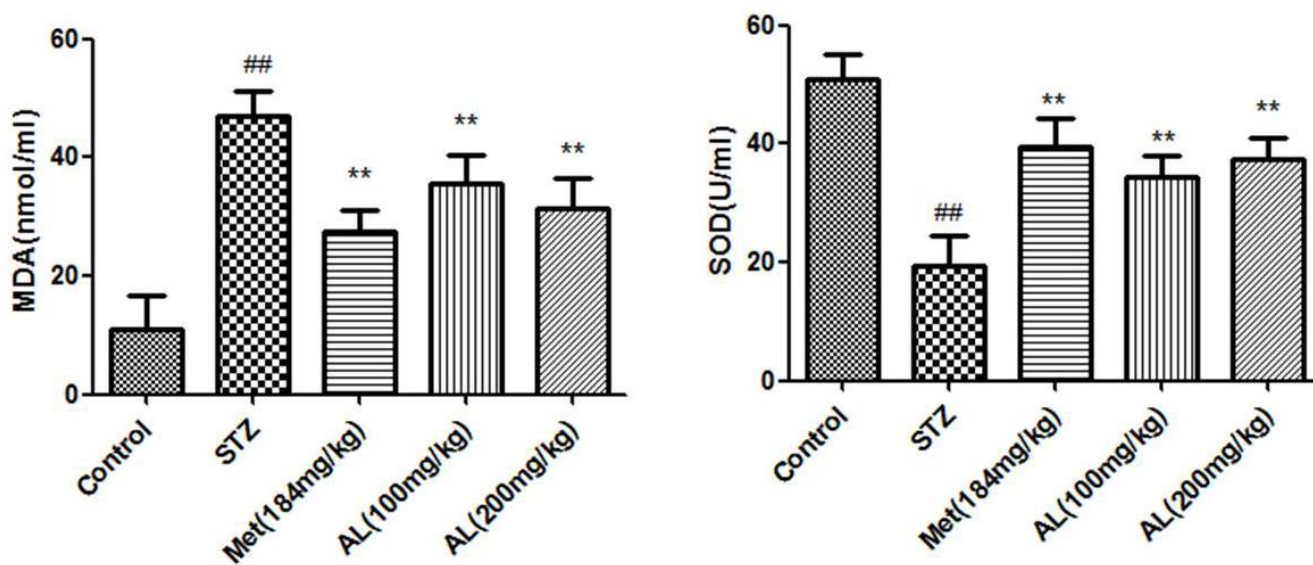 MDA(nmol/ml)
60
40
20
0
##
**
**
**
Control
STZ
Met(184mg/kg)
AL(100mg/kg)
AL(200mg/kg)
SOD(U/ml)
60
40
20
0
##
**
**
**
Control
STZ
Met(184mg/kg)
AL(100mg/kg)
AL(200mg/kg)